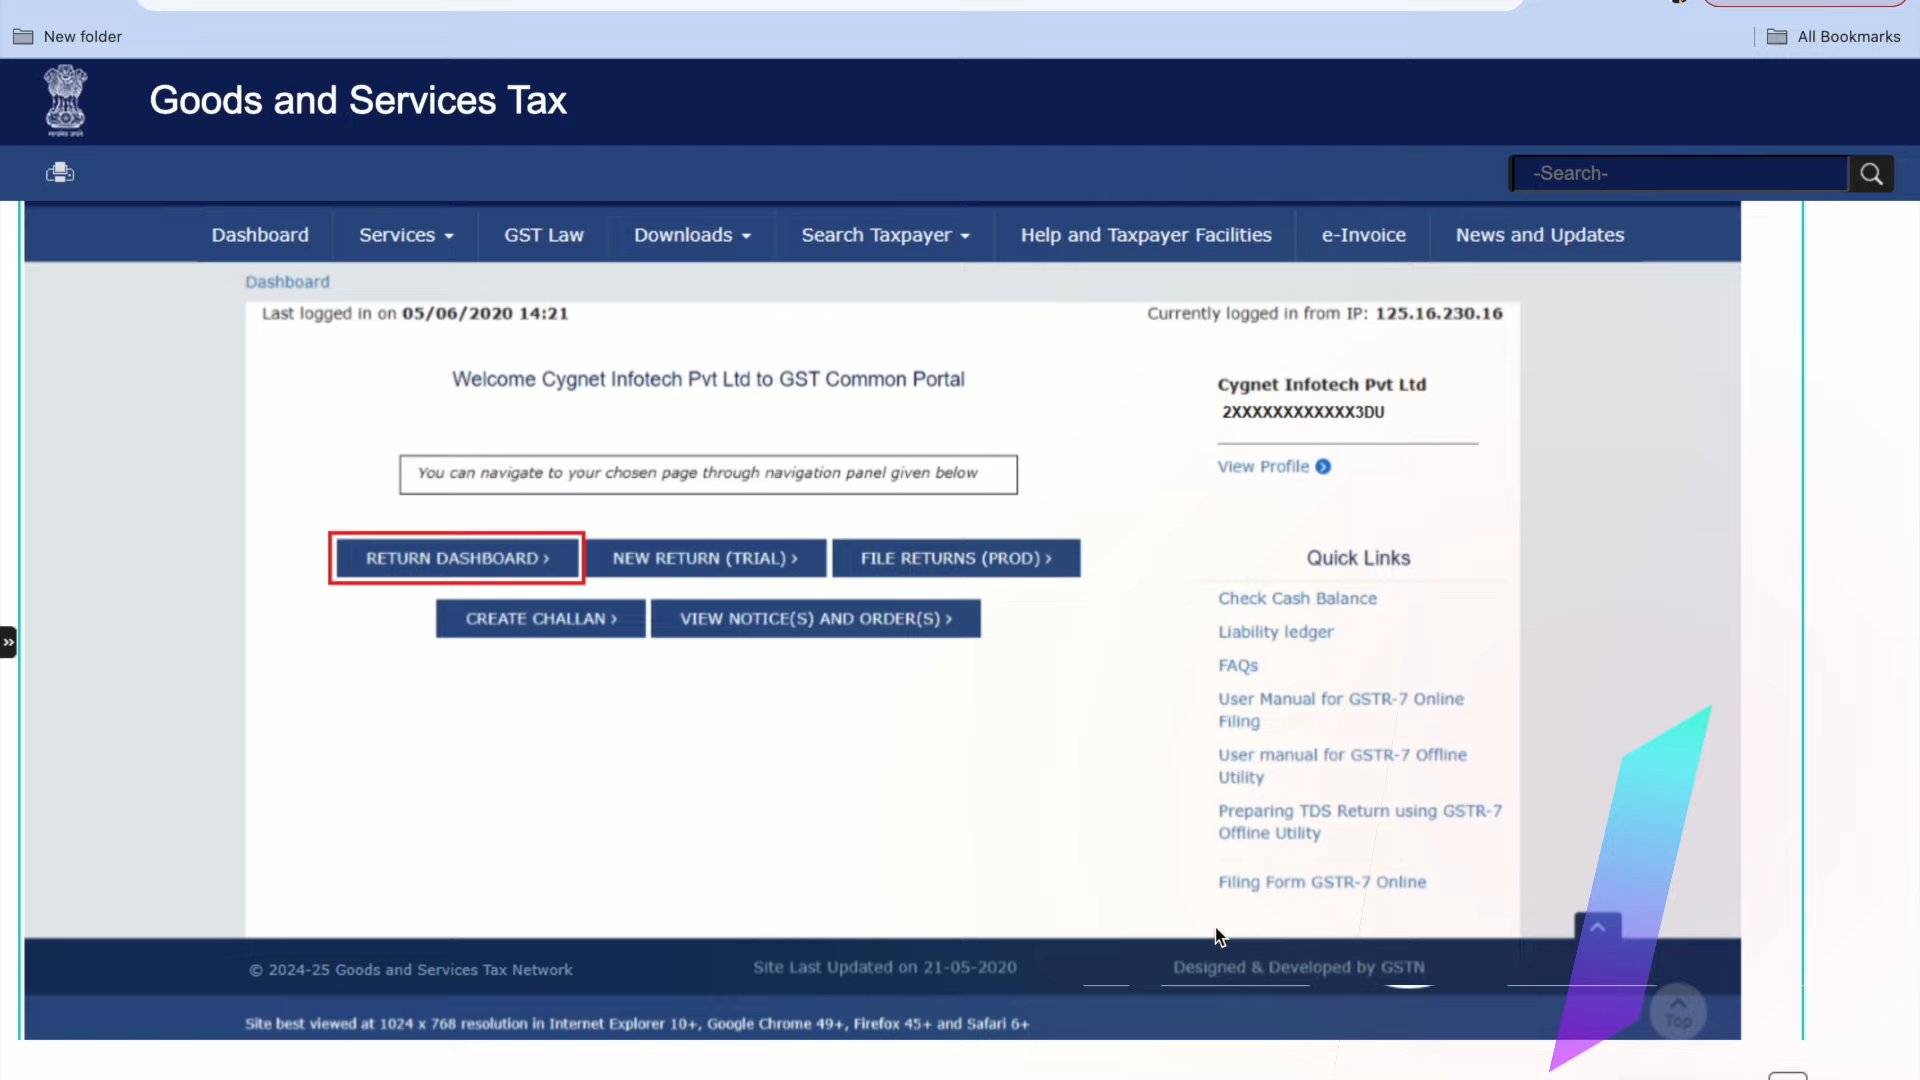 New folder
All Bookmarks
Goods and Services Tax
-Search-
Dashboard Services GST Law Downloads Search Taxpayer Help and Taxpayer Facilities e-Invoice News and Updates
Dashboard
Last logged in on 05/06/2020 14:21
Currently logged in from IP: 125.16.230.16
Welcome Cygnet Infotech Pvt Ltd to GST Common Portal
Cygnet Infotech Pvt Ltd
2XXXXXXXXXXXX3DU
You can navigate to your chosen page through navigation panel given below
View Profile
RETURN DASHBOARD › NEW RETURN (TRIAL) › FILE RETURNS (PROD) ›
CREATE CHALLAN › VIEW NOTICE(S) AND ORDER(S) ›
Quick Links
Check Cash Balance
Liability ledger
FAQs
User Manual for GSTR-7 Online
Filing
User manual for GSTR-7 Offline
Utility
Preparing TDS Return using GSTR-7
Offline Utility
Filing Form GSTR-7 Online
© 2024-25 Goods and Services Tax Network
Site Last Updated on 21-05-2020
Designed & Developed by GSTN
Site best viewed at 1024 x 768 resolution in Internet Explorer 10+, Google Chrome 49+, Firefox 45+ and Safari 6+
Top